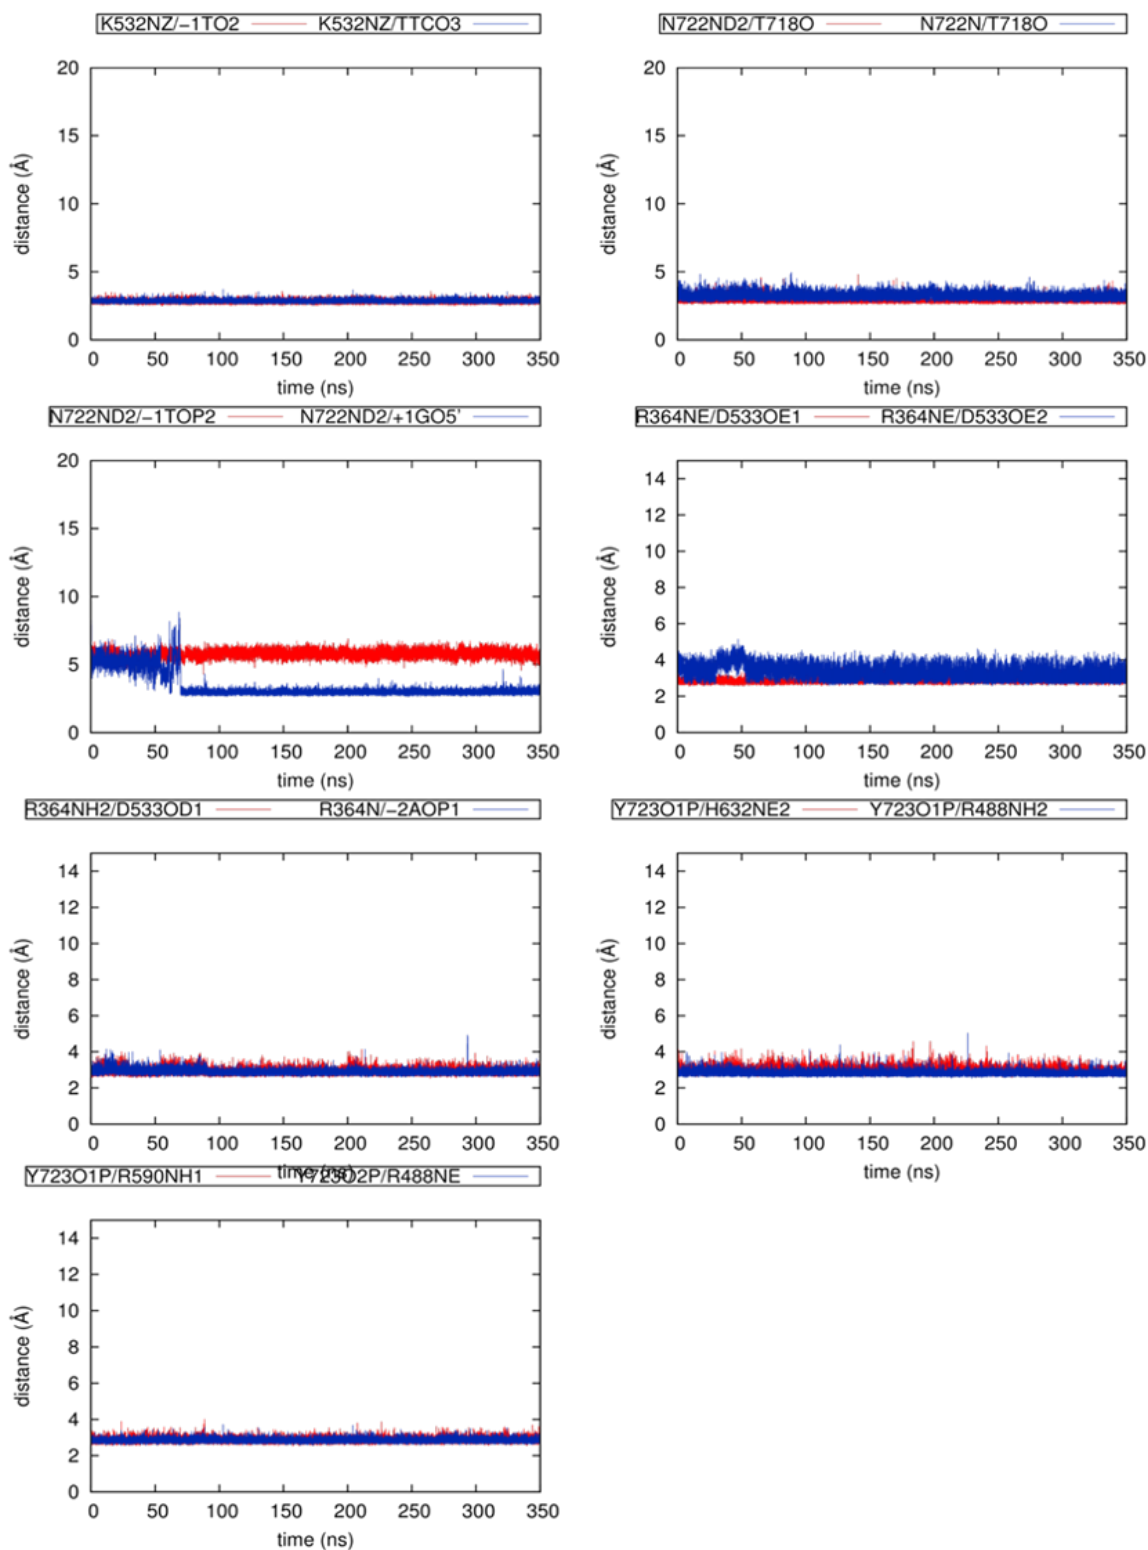 K532NZ/−1TO2 K532NZ/TTCO3
N722ND2/T718O N722N/T718O
20
15
10
5
0
distance (Å)
0 50 100 150 200 250 300 350
time (ns)
20
15
10
5
0
distance (Å)
0 50 100 150 200 250 300 350
time (ns)
N722ND2/−1TOP2 N722ND2/+1GO5'
R364NE/D533OE1 R364NE/D533OE2
20
15
10
5
0
distance (Å)
0 50 100 150 200 250 300 350
time (ns)
14
12
10
8
6
4
2
0
distance (Å)
0 50 100 150 200 250 300 350
time (ns)
R364NH2/D533OD1 R364N/−2AOP1
Y723O1P/H632NE2 Y723O1P/R488NH2
14
12
10
8
6
4
2
0
distance (Å)
0 50 100 150 200 250 300 350
time (ns)
14
12
10
8
6
4
2
0
distance (Å)
0 50 100 150 200 250 300 350
time (ns)
Y723O1P/R590NH1 Y723O2P/R488NE
14
12
10
8
6
4
2
0
distance (Å)
0 50 100 150 200 250 300 350
time (ns)